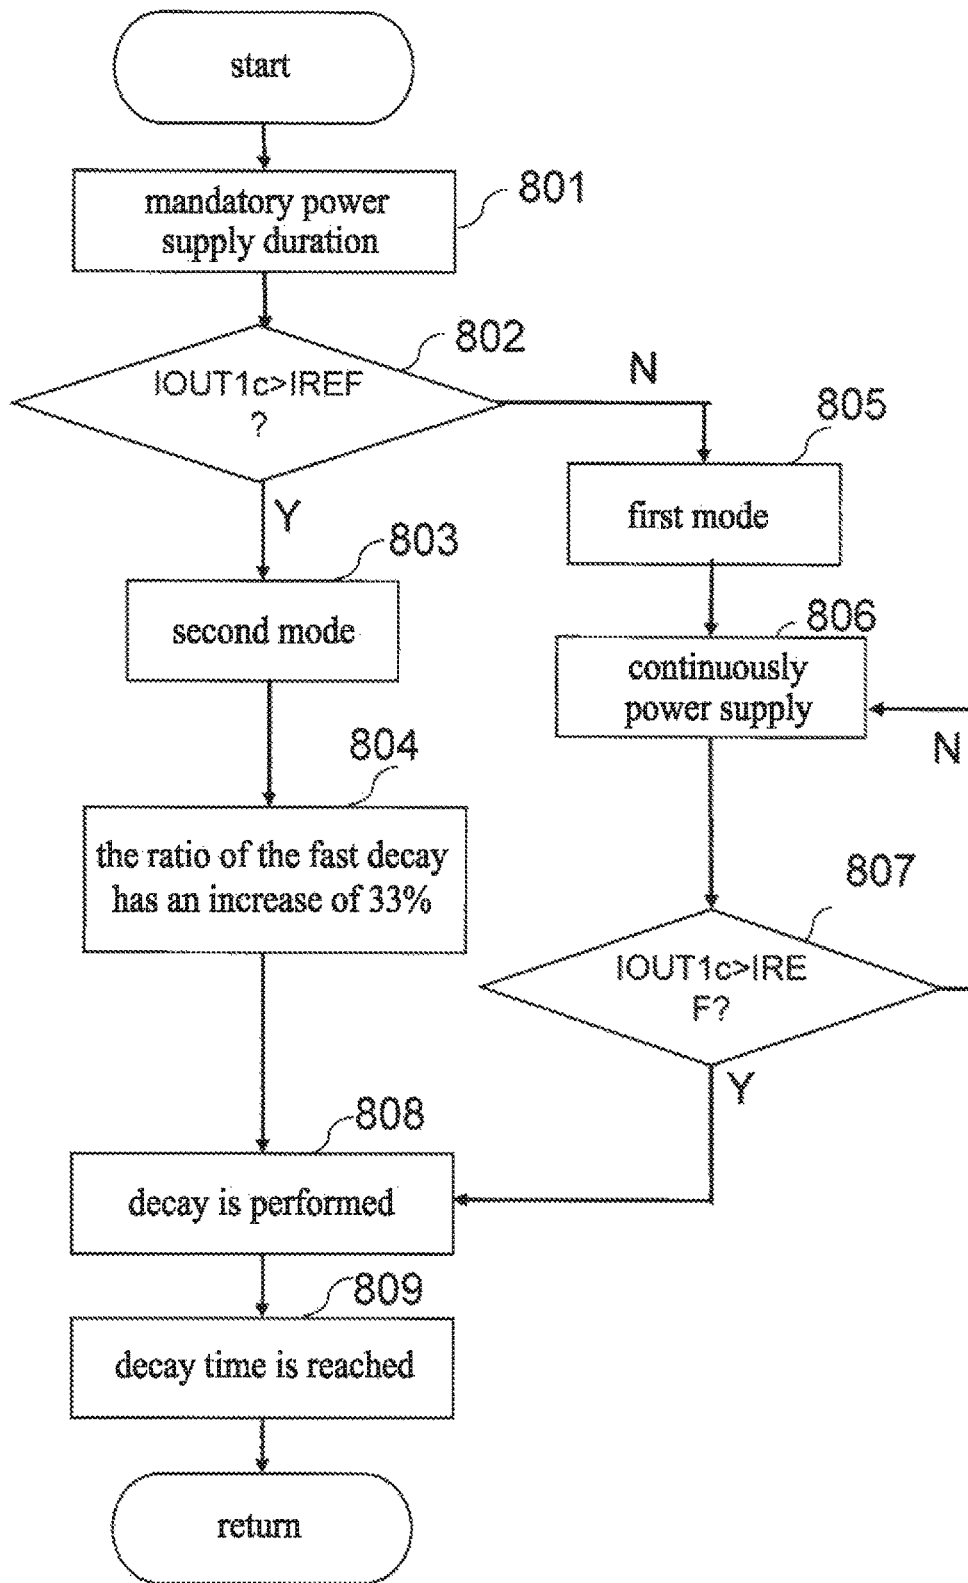 start
801
mandatory power
supply duration
802
IOUT1c>IREF
?
N
Y
805
first mode
803
second mode
806
continuously
power supply
N
804
the ratio of the fast decay
has an increase of 33%
807
IOUT1c>IRE
F?
Y
808
decay is performed
809
decay time is reached
return